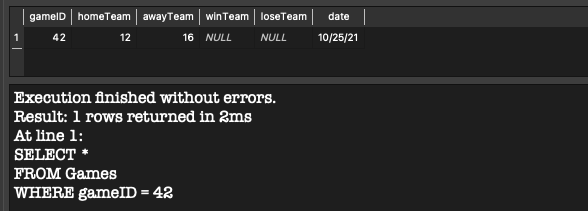 gameID homeTeam awayTeam winTeam loseTeam date
1 42 12 16 NULL NULL 10/25/21
Execution finished without errors.
Result: 1 rows returned in 2ms
At line 1:
SELECT *
FROM Games
WHERE gameID = 42